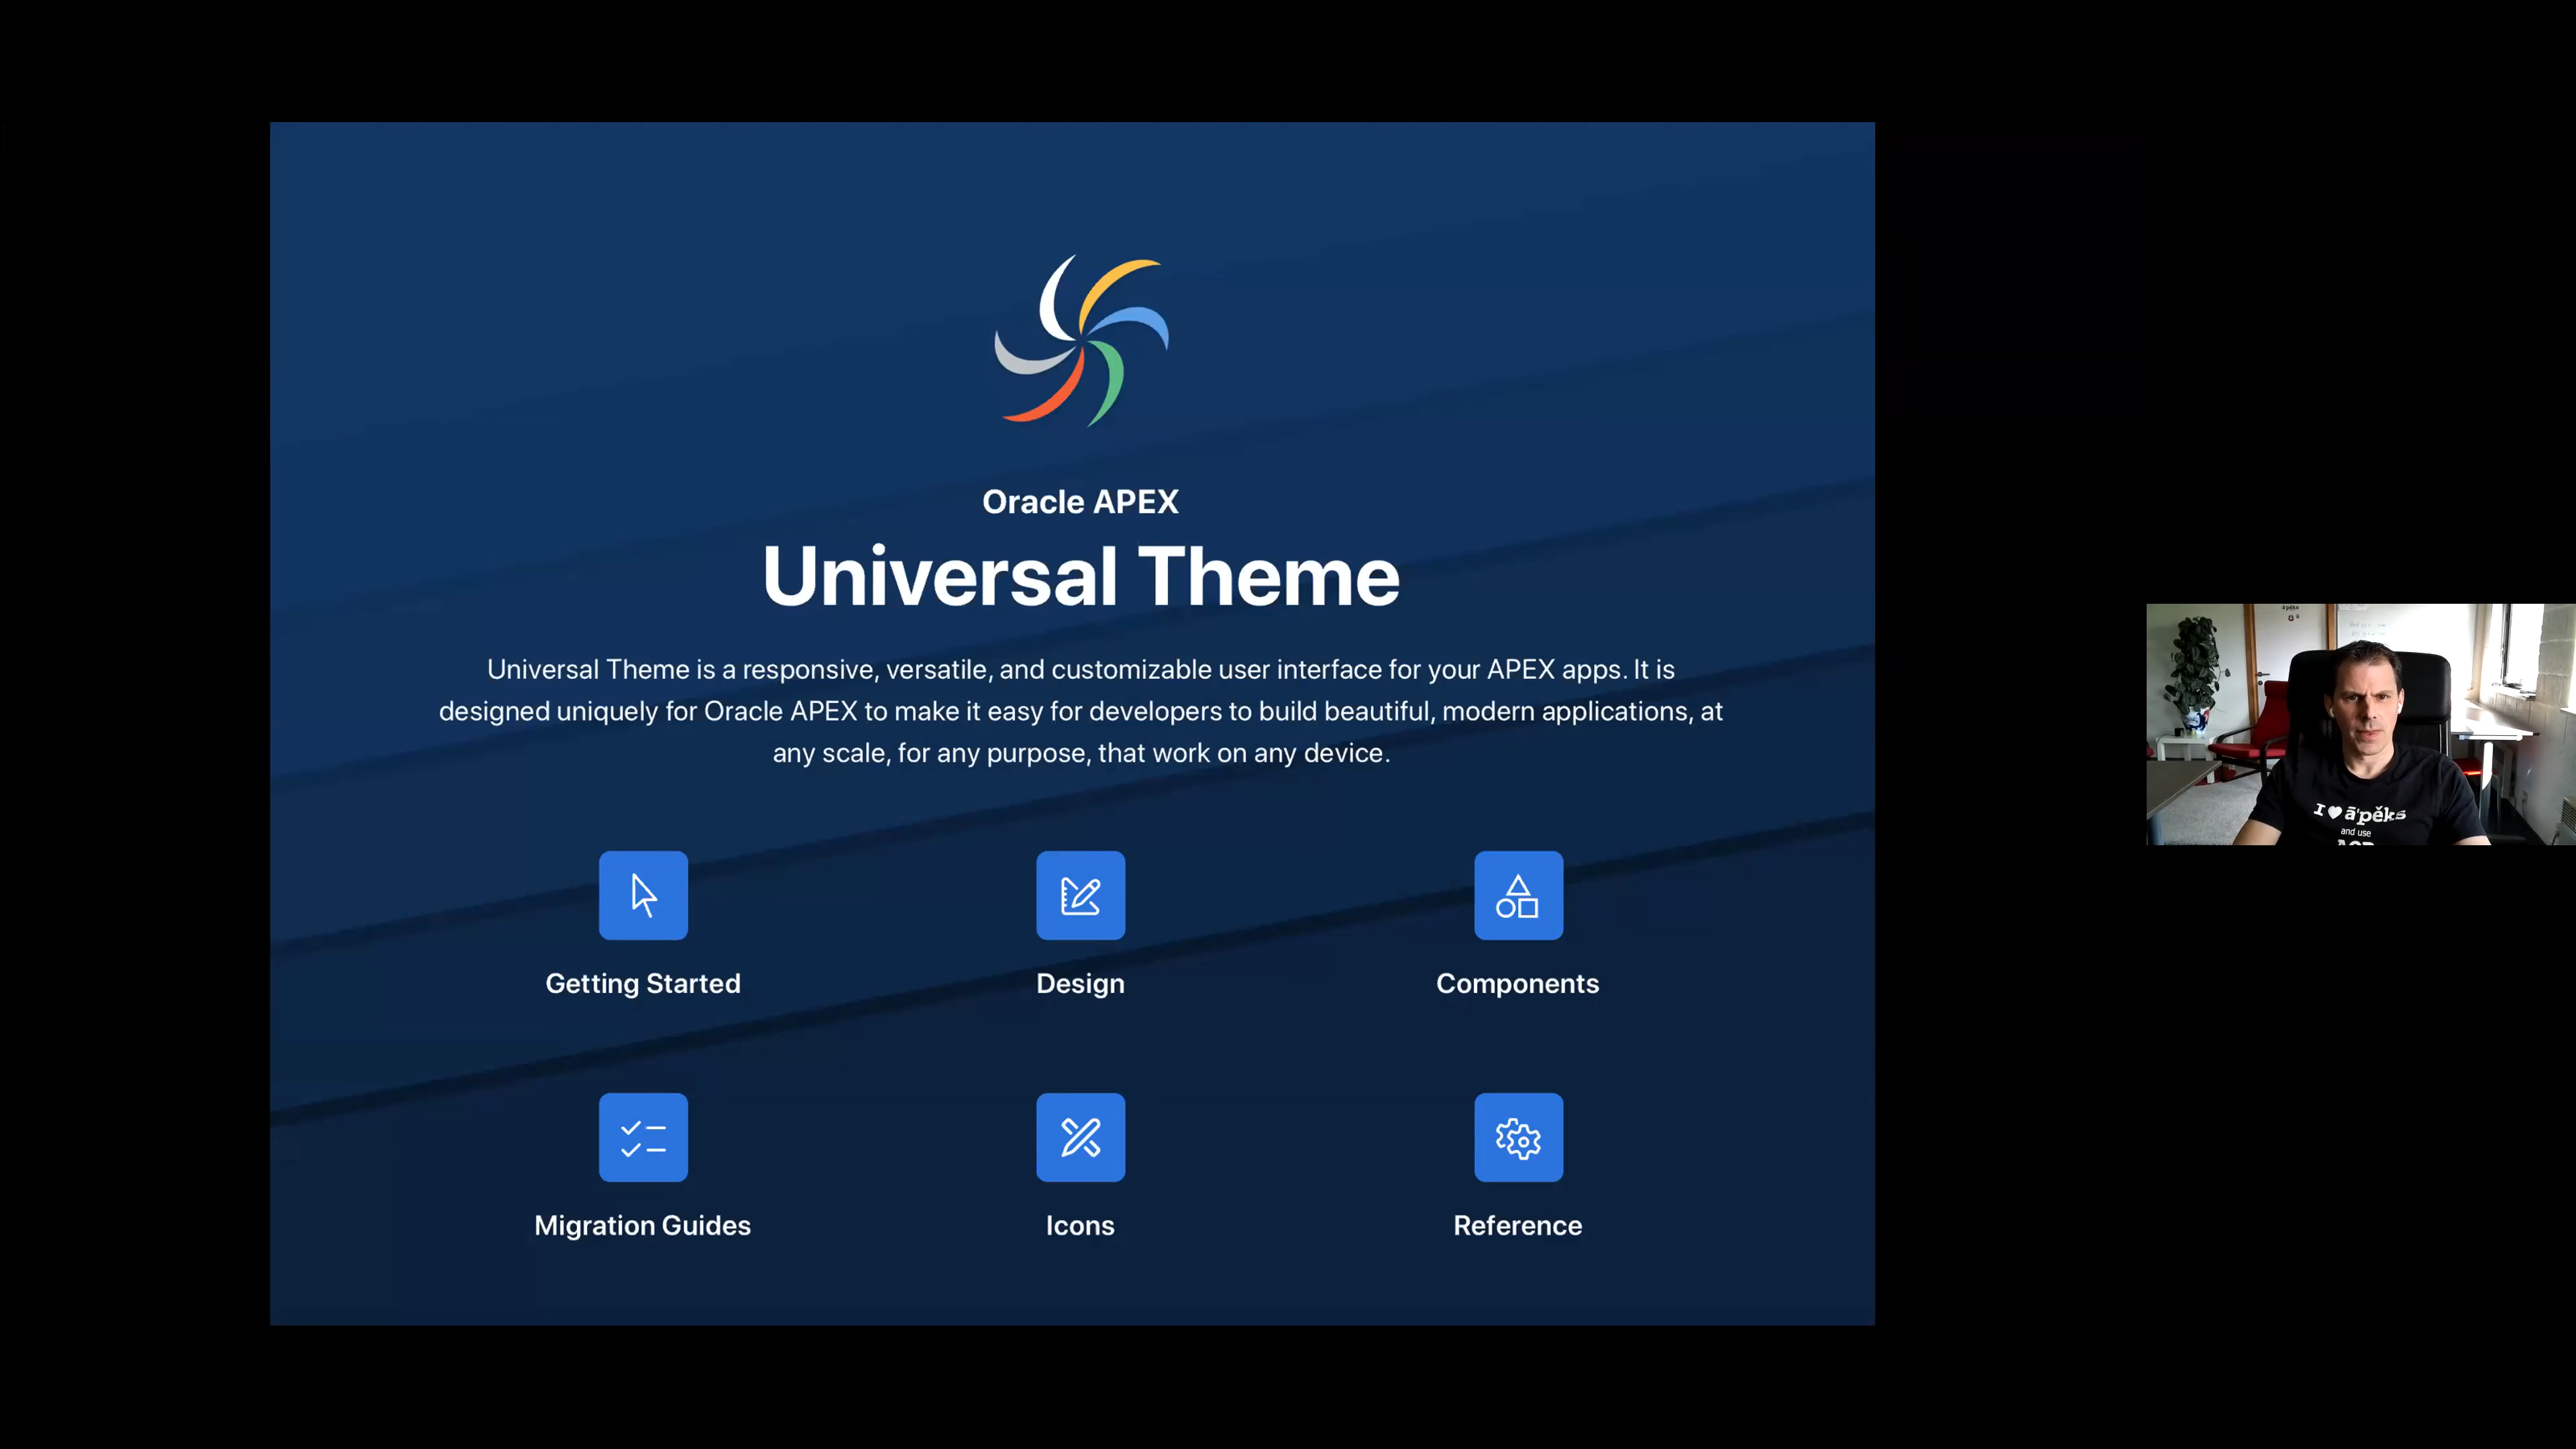 Oracle APEX
Universal Theme
Universal Theme is a responsive, versatile, and customizable user interface for your APEX apps. It is
designed uniquely for Oracle APEX to make it easy for developers to build beautiful, modern applications, at
any scale, for any purpose, that work on any device.
Getting Started
Design
Components
Migration Guides
Icons
Reference
I ♥ ā'pěks
and use